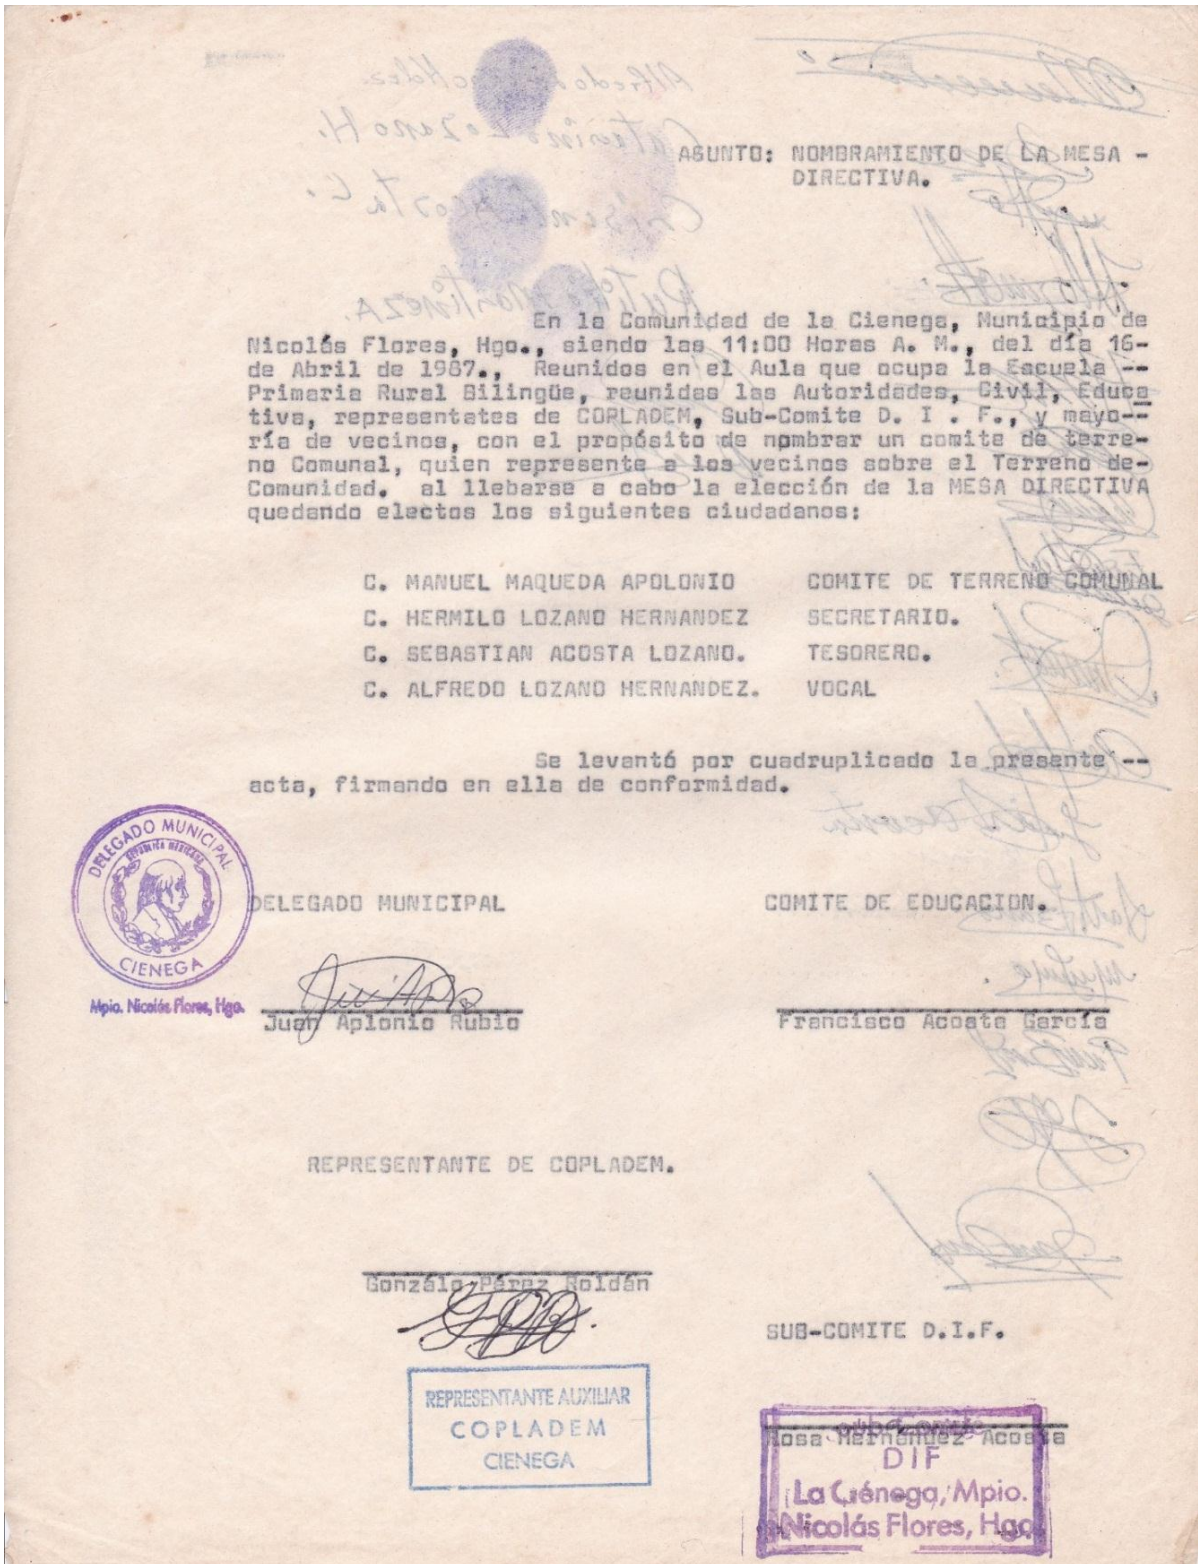 ASUNTO: NOMBRAMIENTO DE LA MESA -
DIRECTIVA.
En la Comunidad de la Cienega, Municipio de
Nicolás Flores, Hgo., siendo las 11:00 Horas A. M., del día 16-
de Abril de 1987., Reunidos en el Aula que ocupa la Escuela --
Primaria Rural Bilingüe, reunidas las Autoridades, Civil, Educa
tiva, representates de COPLADEM, Sub-Comite D. I . F., y mayo--
ría de vecinos, con el propósito de nombrar un comite de terre-
no Comunal, quien represente a los vecinos sobre el Terreno de-
Comunidad. al llebarse a cabo la elección de la MESA DIRECTIVA
quedando electos los siguientes ciudadanos:
C. MANUEL MAQUEDA APOLONIO COMITE DE TERRENO COMUNAL
C. HERMILO LOZANO HERNANDEZ SECRETARIO.
C. SEBASTIAN ACOSTA LOZANO. TESORERO.
C. ALFREDO LOZANO HERNANDEZ. VOCAL
Se levantó por cuadruplicado la presente --
acta, firmando en ella de conformidad.
DELEGADO MUNICIPAL
REPUBLICA MEXICANA
CIENEGA
Mpio. Nicolás Flores, Hgo.
DELEGADO MUNICIPAL COMITE DE EDUCACION.
Juan Aplonio Rubio Francisco Acosta García
REPRESENTANTE DE COPLADEM.
Gonzálo Pérez Roldán
SUB-COMITE D.I.F.
REPRESENTANTE AUXILIAR
COPLADEM
CIENEGA
Rosa Hernández Acosta
DIF
La Ciénega, Mpio.
Nicolás Flores, Hgo.